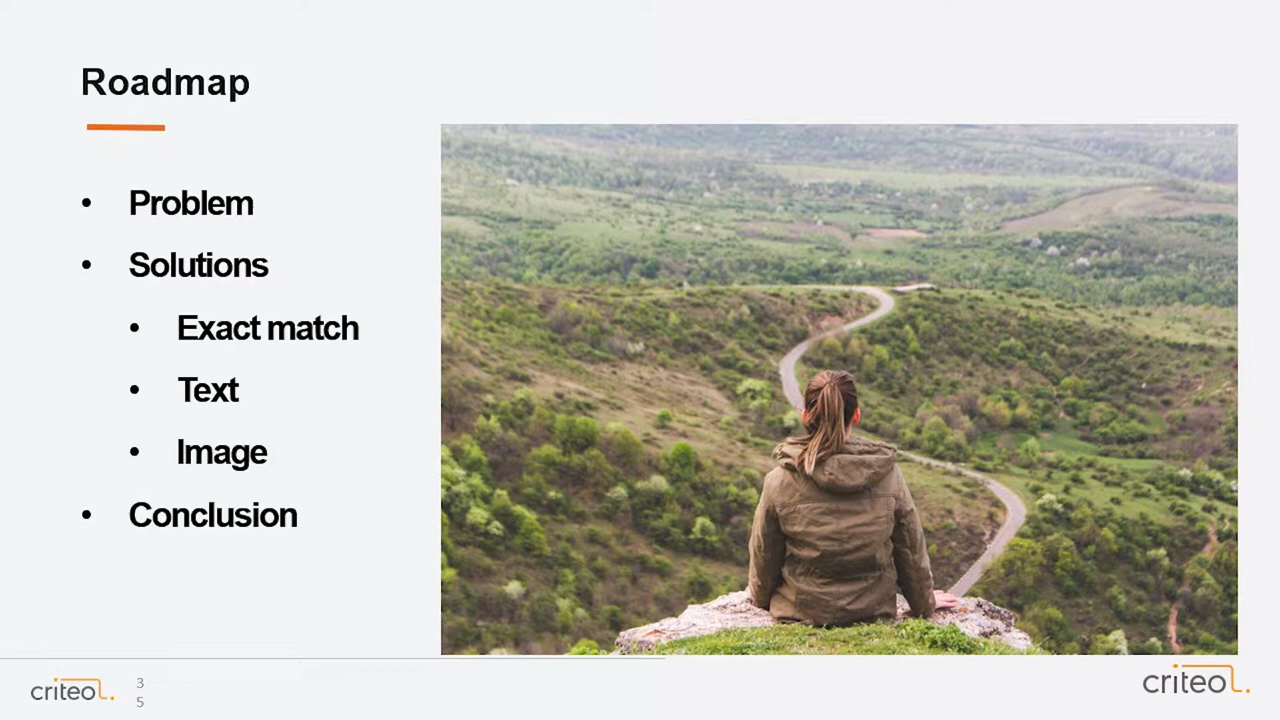 Roadmap
• Problem
• Solutions
• Exact match
• Text
• Image
• Conclusion
criteo
3
5
criteo